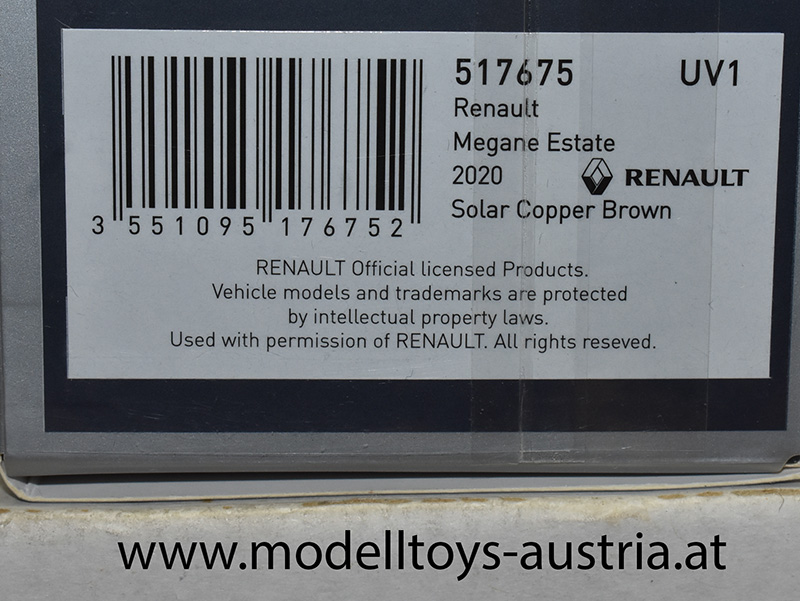 517675 UV1
Renault
Megane Estate
2020 RENAULT
Solar Copper Brown
3 551095 176752
RENAULT Official licensed Products.
Vehicle models and trademarks are protected
by intellectual property laws.
Used with permission of RENAULT. All rights reseved.
www.modelltoys-austria.at